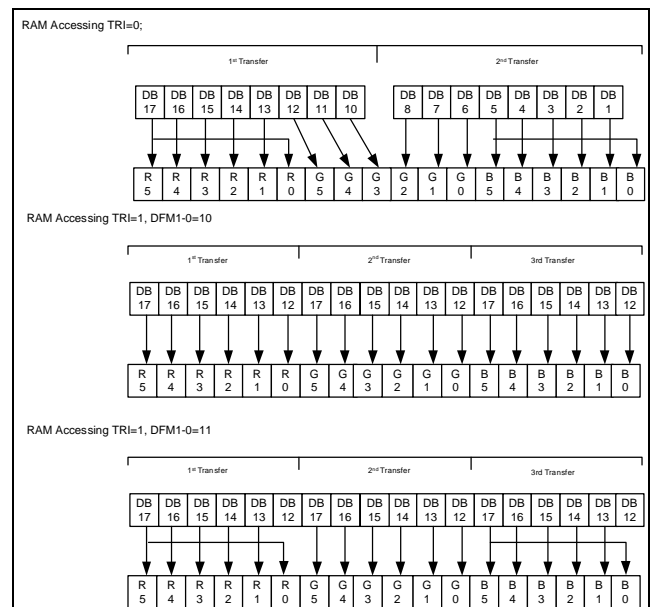 RAM Accessing TRI=0;
1st Transfer 2nd Transfer
DB DB DB DB DB DB DB DB DB DB DB DB DB DB DB DB
17 16 15 14 13 12 11 10 8 7 6 5 4 3 2 1
R R R R R R G G G G G G B B B B B B
5 4 3 2 1 0 5 4 3 2 1 0 5 4 3 2 1 0
RAM Accessing TRI=1, DFM1-0=10
1st Transfer 2nd Transfer 3rd Transfer
DB DB DB DB DB DB DB DB DB DB DB DB DB DB DB DB DB DB
17 16 15 14 13 12 17 16 15 14 13 12 17 16 15 14 13 12
R R R R R R G G G G G G B B B B B B
5 4 3 2 1 0 5 4 3 2 1 0 5 4 3 2 1 0
RAM Accessing TRI=1, DFM1-0=11
1st Transfer 2nd Transfer 3rd Transfer
DB DB DB DB DB DB DB DB DB DB DB DB DB DB DB DB DB DB
17 16 15 14 13 12 17 16 15 14 13 12 17 16 15 14 13 12
R R R R R R G G G G G G B B B B B B
5 4 3 2 1 0 5 4 3 2 1 0 5 4 3 2 1 0